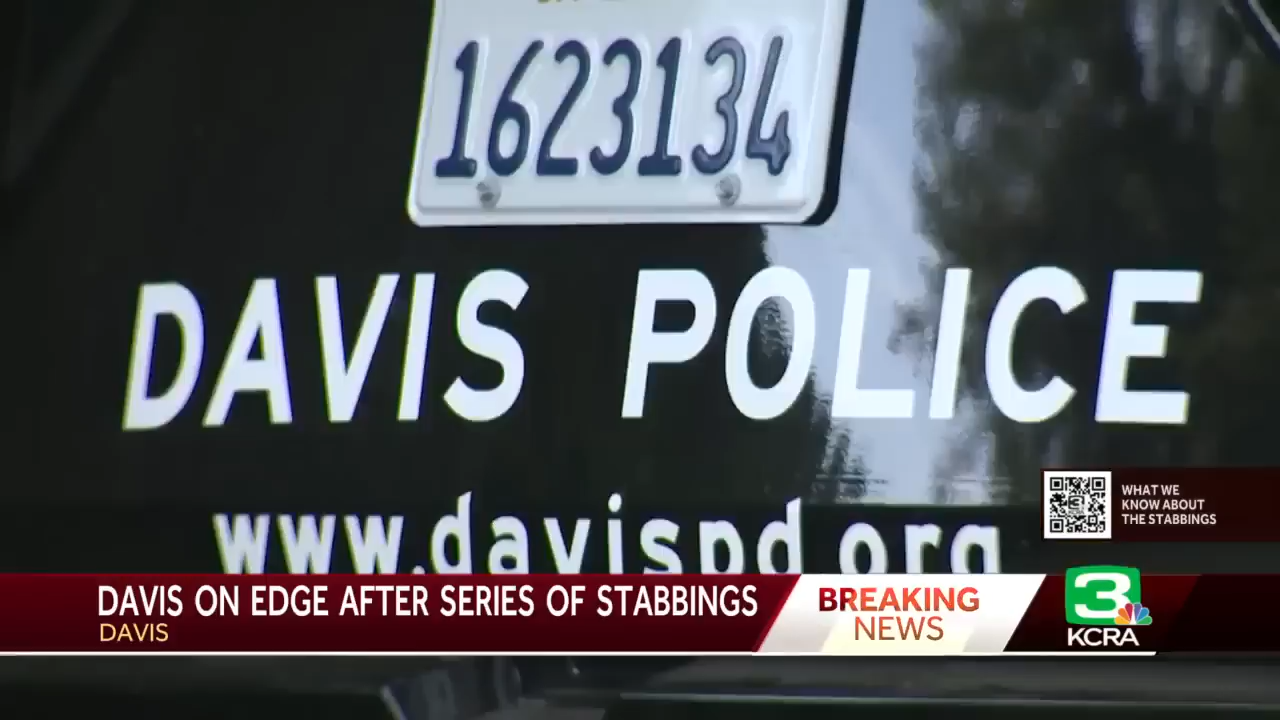 1623134
DAVIS POLICE
www.davispd.org
WHAT WE
KNOW ABOUT
THE STABBINGS
DAVIS ON EDGE AFTER SERIES OF STABBINGS
DAVIS
BREAKING
NEWS
3
KCRA